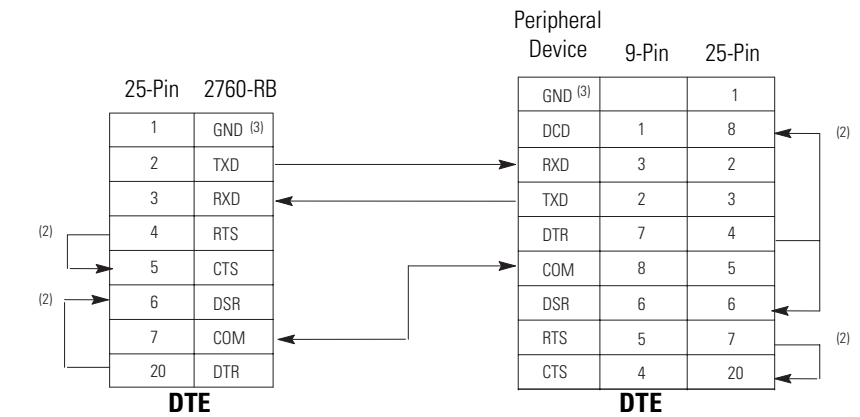 Peripheral
Device 9-Pin 25-Pin
25-Pin 2760-RB
1 GND (3)
2 TXD
3 RXD
(2) 4 RTS
5 CTS
(2) 6 DSR
7 COM
20 DTR
DTE
GND (3) 1
DCD 1 8 (2)
RXD 3 2
TXD 2 3
DTR 7 4
COM 8 5
DSR 6 6
RTS 5 7 (2)
CTS 4 20
DTE